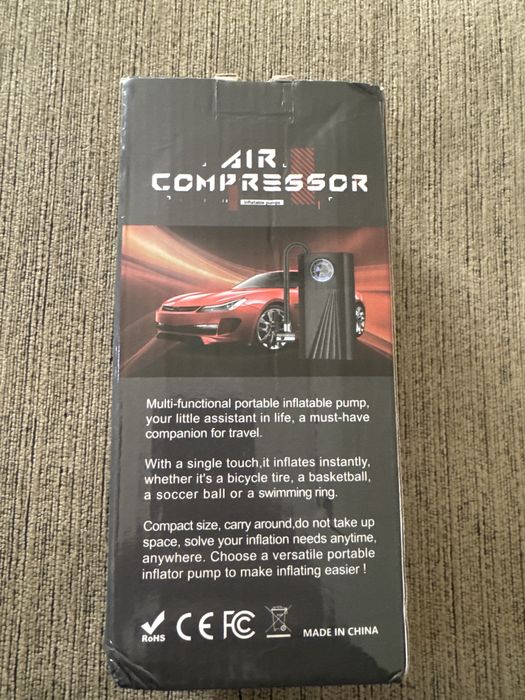 AIR
COMPRESSOR
inflatable pumps
Multi-functional portable inflatable pump,
your little assistant in life, a must-have
companion for travel.
With a single touch,it inflates instantly,
whether it's a bicycle tire, a basketball,
a soccer ball or a swimming ring.
Compact size, carry around,do not take up
space, solve your inflation needs anytime,
anywhere. Choose a versatile portable
inflator pump to make inflating easier !
RoHS CE FC MADE IN CHINA